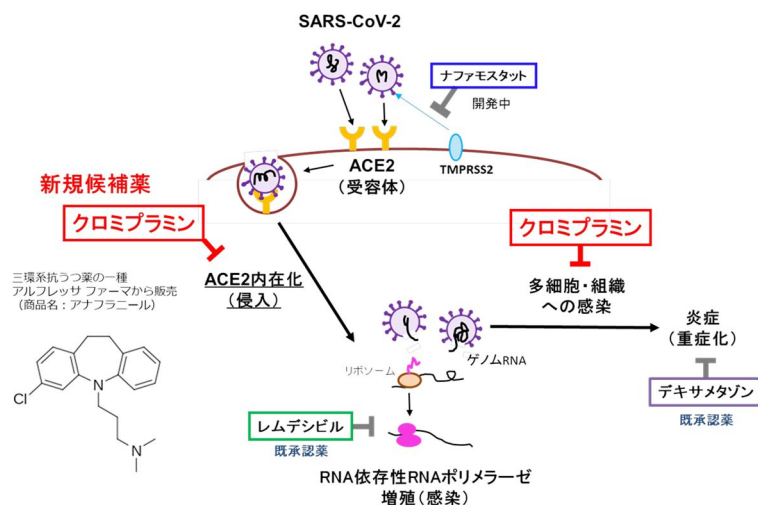 SARS-CoV-2
ナファモスタット
開発中
ACE2
(受容体)
TMPRSS2
新規候補薬
クロミプラミン
クロミプラミン
三環系抗うつ薬の一種
アルフレッサ ファーマから販売
(商品名:アナフラニール)
ACE2内在化
(侵入)
多細胞・組織
への感染
炎症
(重症化)
リボソーム
ゲノムRNA
デキサメタゾン
既承認薬
レムデシビル
既承認薬
RNA依存性RNAポリメラーゼ
増殖(感染)
Cl
N
N